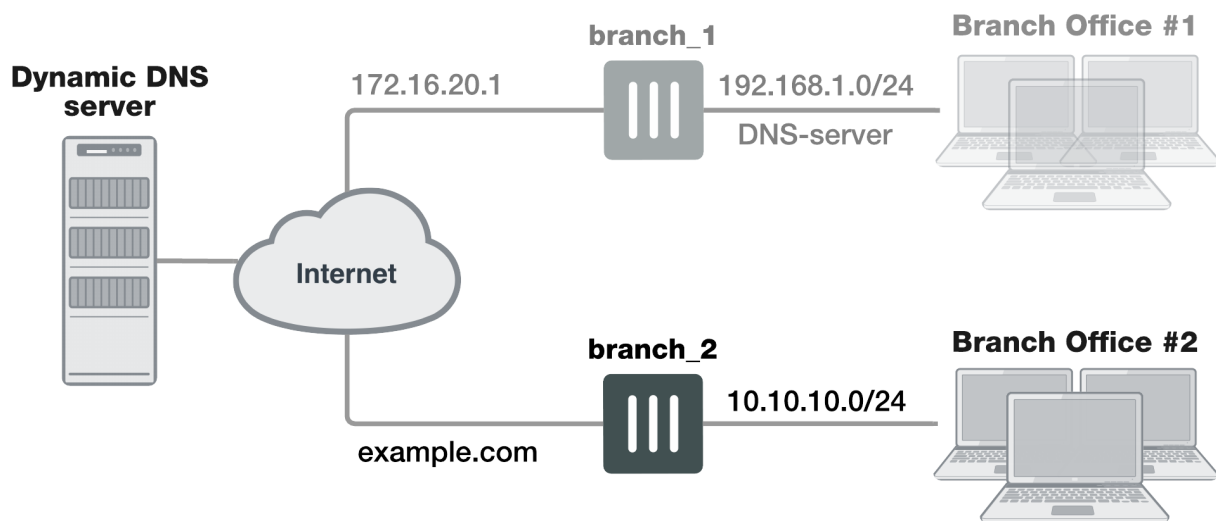 Dynamic DNS
server
172.16.20.1
branch_1
192.168.1.0/24
DNS-server
Branch Office #1
Internet
example.com
branch_2
10.10.10.0/24
Branch Office #2